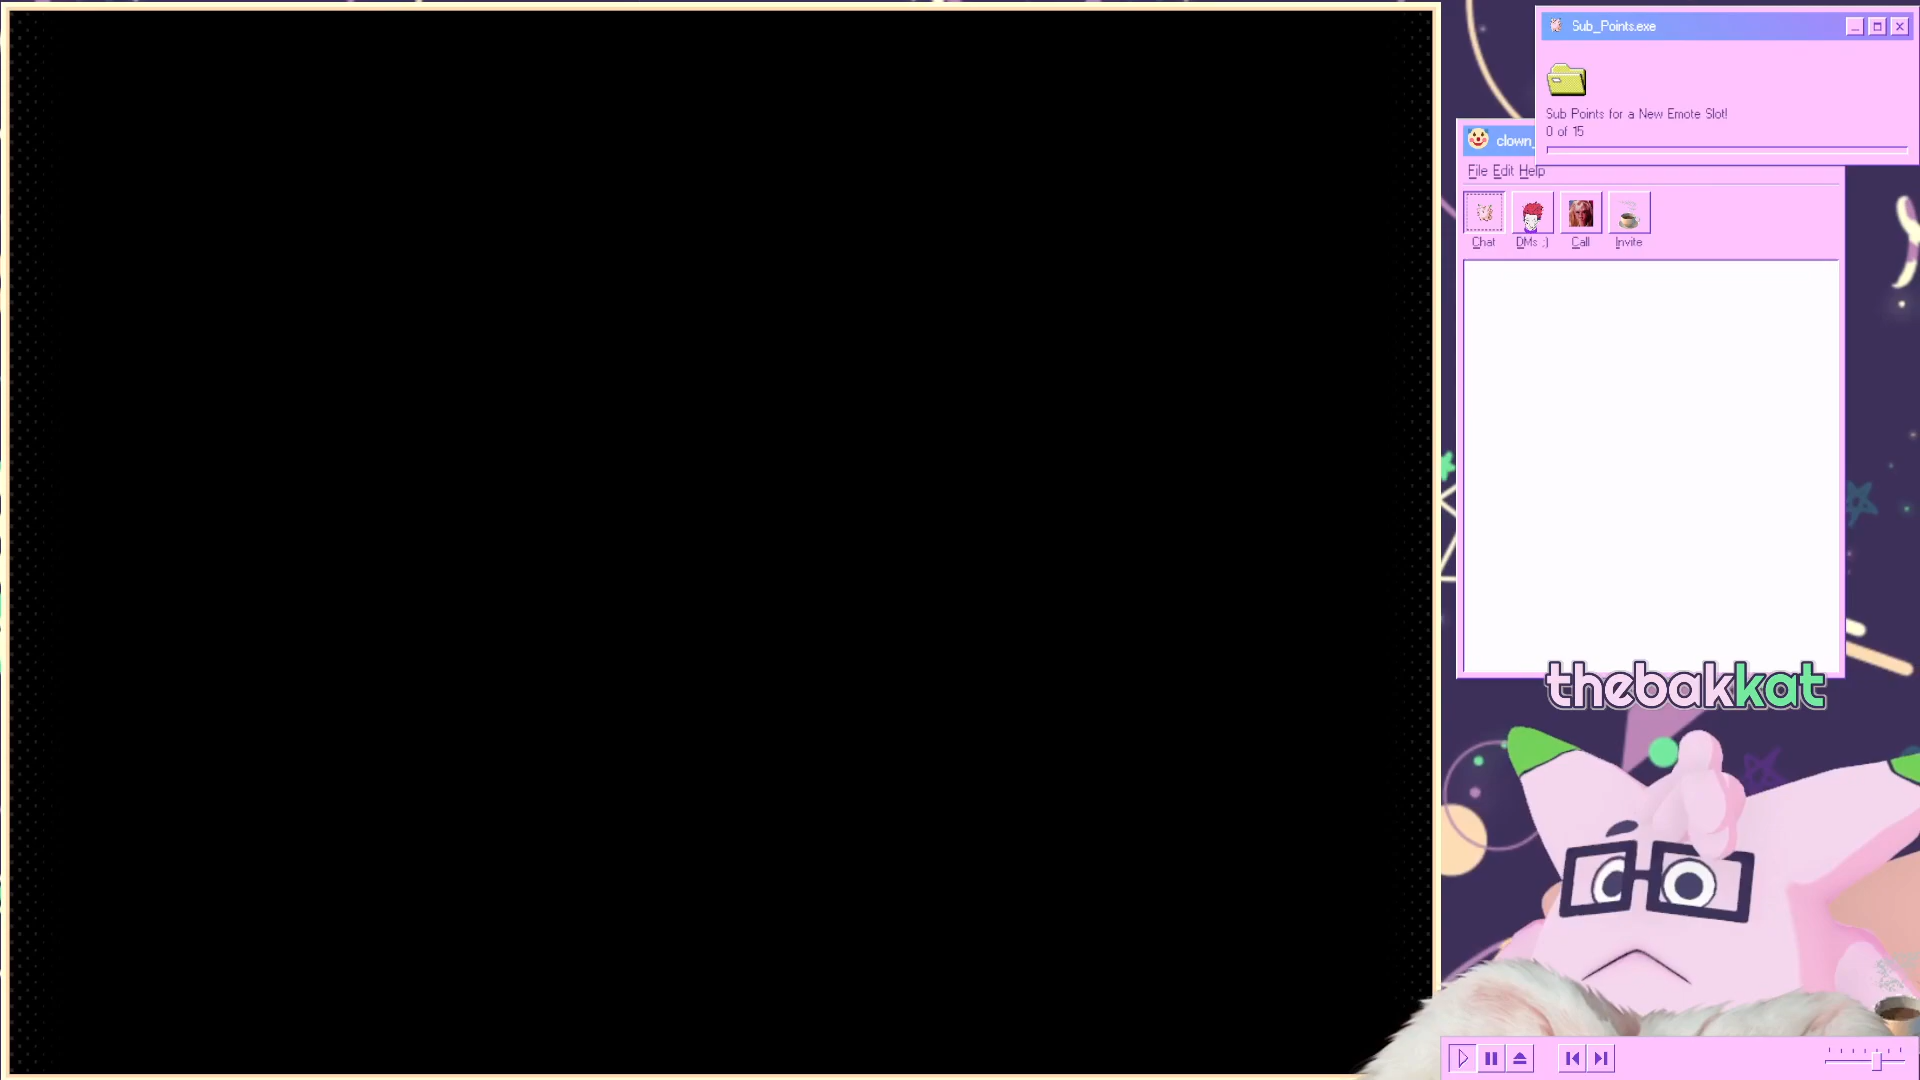 Sub_Points.exe
Sub Points for a New Emote Slot!
0 of 15
clown_
File Edit Help
Chat DMs ;) Call Invite
thebakkat